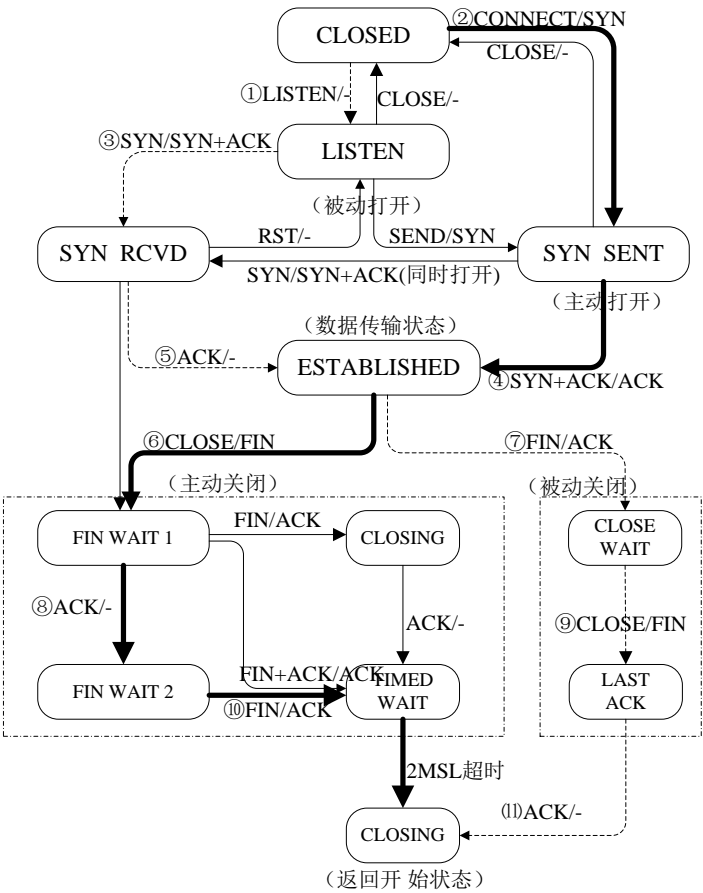 ②CONNECT/SYN
CLOSED
CLOSE/-
①LISTEN/-
CLOSE/-
③SYN/SYN+ACK
LISTEN
（被动打开）
SYN RCVD
RST/-
SEND/SYN
SYN SENT
SYN/SYN+ACK(同时打开)
（主动打开）
（数据传输状态）
⑤ACK/-
ESTABLISHED
④SYN+ACK/ACK
⑥CLOSE/FIN
⑦FIN/ACK
（主动关闭）
（被动关闭）
FIN WAIT 1
FIN/ACK
CLOSING
CLOSE
WAIT
⑧ACK/-
ACK/-
⑨CLOSE/FIN
FIN+ACK/ACK
FIN WAIT 2
TIMED
WAIT
LAST
ACK
⑩FIN/ACK
2MSL超时
⑾ACK/-
CLOSING
（返回开 始状态）